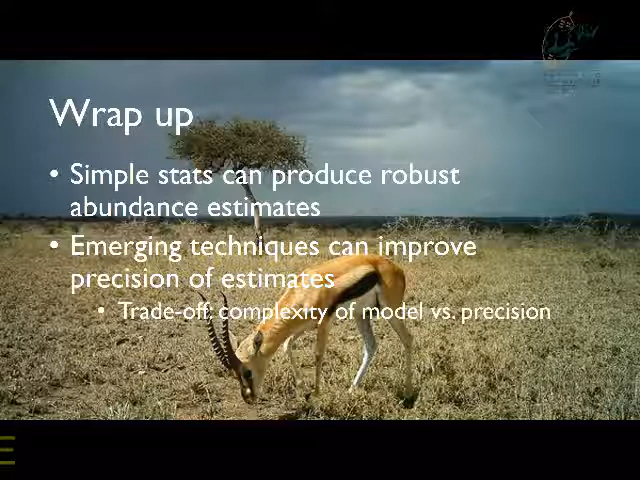 Wrap up
• Simple stats can produce robust
abundance estimates
• Emerging techniques can improve
precision of estimates
• Trade-off: complexity of model vs. precision